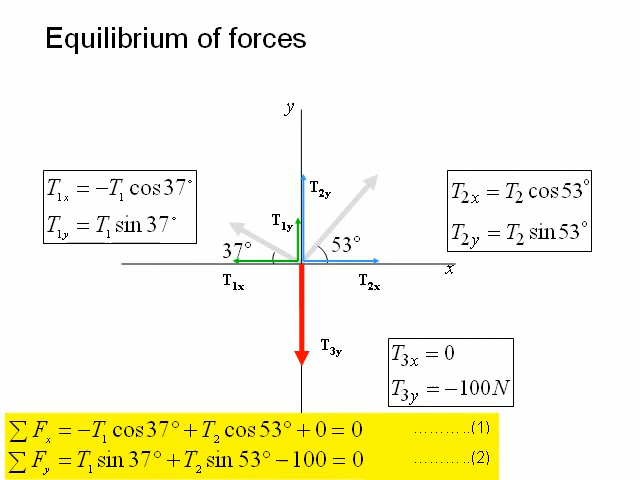 Equilibrium of forces
y
T₁ₓ = −T₁ cos 37°
T₁y = T₁ sin 37°
T₂y
T₂ₓ = T₂ cos 53°
T₂y = T₂ sin 53°
T₁y
37°
53°
x
T₁ₓ
T₂ₓ
T₃y
T₃ₓ = 0
T₃y = −100N
∑ Fₓ = −T₁ cos 37° + T₂ cos 53° + 0 = 0 ..........(1)
∑ Fy = T₁ sin 37° + T₂ sin 53° − 100 = 0 ..........(2)